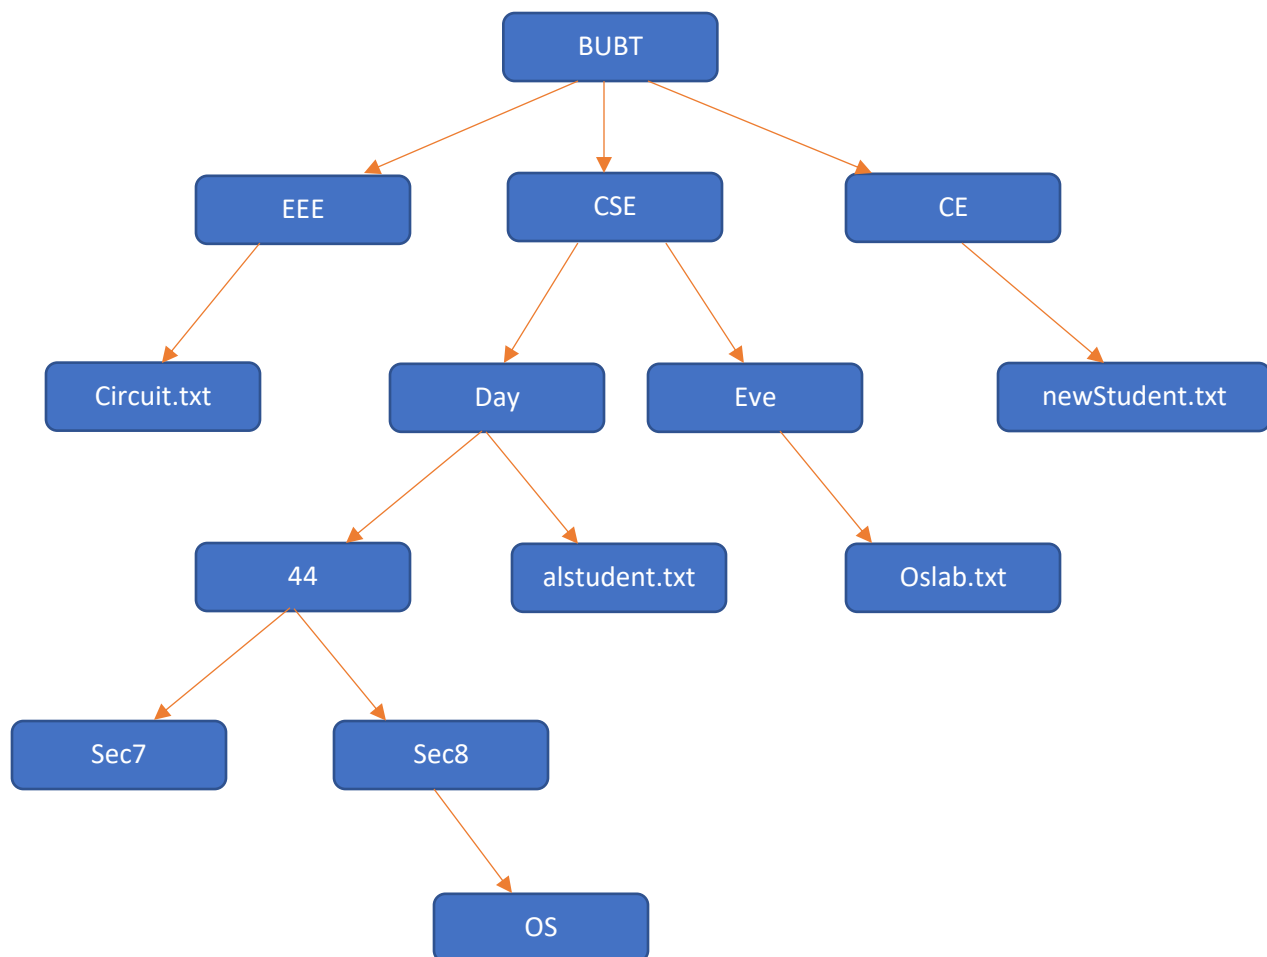 BUBT
EEE
CSE
CE
Circuit.txt
Day
Eve
newStudent.txt
44
alstudent.txt
Oslab.txt
Sec7
Sec8
OS